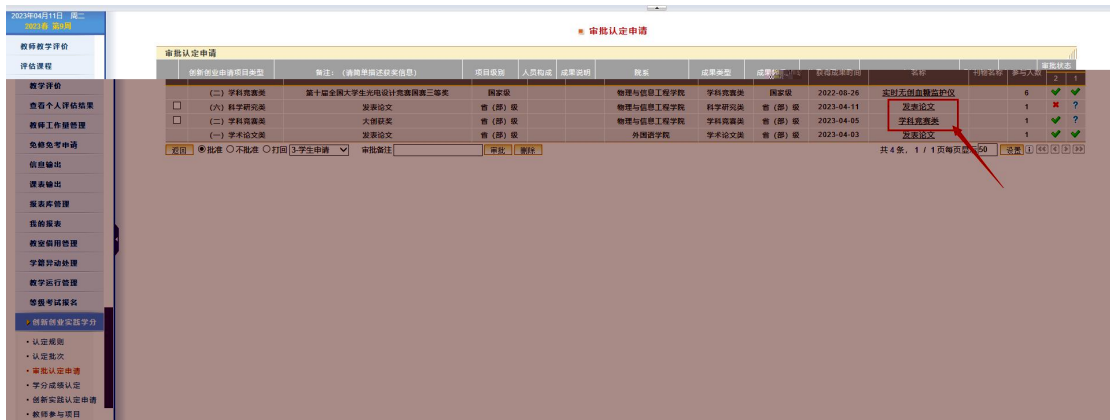 2023年04月11日 周二
2023春 第9周
教师教学评价
评估课程
教学评价
查看个人评估结果
教师工作量管理
免修免考申请
信息输出
课表输出
报表库管理
我的报表
教室借用管理
学籍异动处理
教学运行管理
等级考试报名
创新创业实践学分
• 认定规则
• 认定批次
• 审批认定申请
• 学分成绩认定
• 创新实践认定申请
• 教师参与项目
审批认定申请
审批认定申请
创新创业申请项目类型 备注：（请简单描述获奖信息） 项目级别 人员构成 成果说明 院系 成果类型 获得成果时间 名称 刊物名称 参与人数 审批状态
2 1
（二）学科竞赛类 第十届全国大学生光电设计竞赛国赛三等奖 国家级 物理与信息工程学院 学科竞赛类 国家级 2022-08-26 实时无创血糖监护仪 6
（六）科学研究类 发表论文 省（部）级 物理与信息工程学院 科学研究类 省（部）级 2023-04-11 发表论文 1 ?
（二）学科竞赛类 大创获奖 省（部）级 物理与信息工程学院 学科竞赛类 省（部）级 2023-04-05 学科竞赛类 1 ?
（一）学术论文类 发表论文 省（部）级 外国语学院 学术论文类 省（部）级 2023-04-03 发表论文 1
返回 批准 不批准 打回 3-学生申请 审批备注 审批 删除 共4条，1 / 1页每页 50 设置